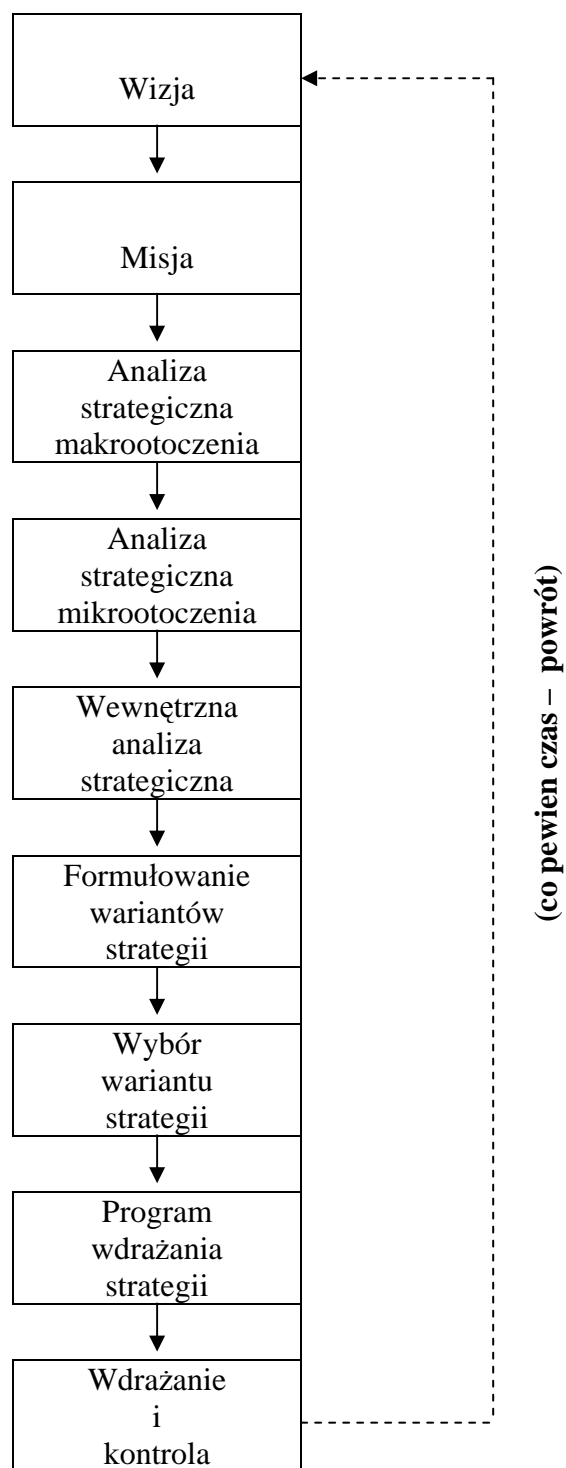 Wizja
Misja
Analiza
strategiczna
makrootoczenia
Analiza
strategiczna
mikrootoczenia
Wewnętrzna
analiza
strategiczna
Formułowanie
wariantów
strategii
Wybór
wariantu
strategii
Program
wdrażania
strategii
Wdrażanie
i
kontrola
(co pewien czas – powrót)